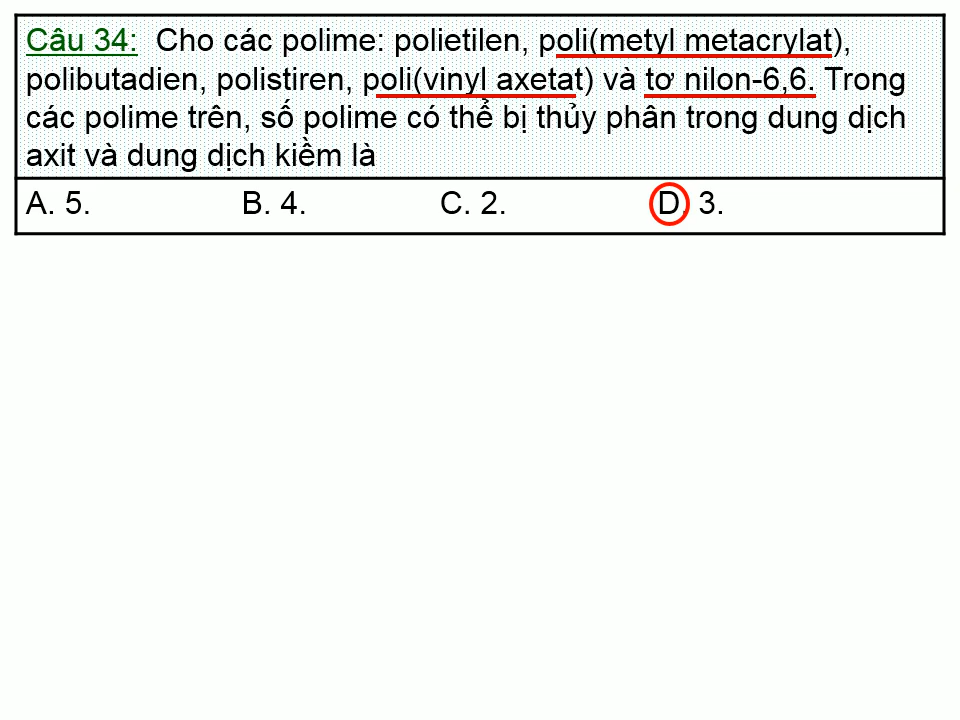 Câu 34: Cho các polime: polietilen, poli(metyl metacrylat),
polibutadien, polistiren, poli(vinyl axetat) và tơ nilon-6,6. Trong
các polime trên, số polime có thể bị thủy phân trong dung dịch
axit và dung dịch kiềm là
A. 5. B. 4. C. 2. D. 3.